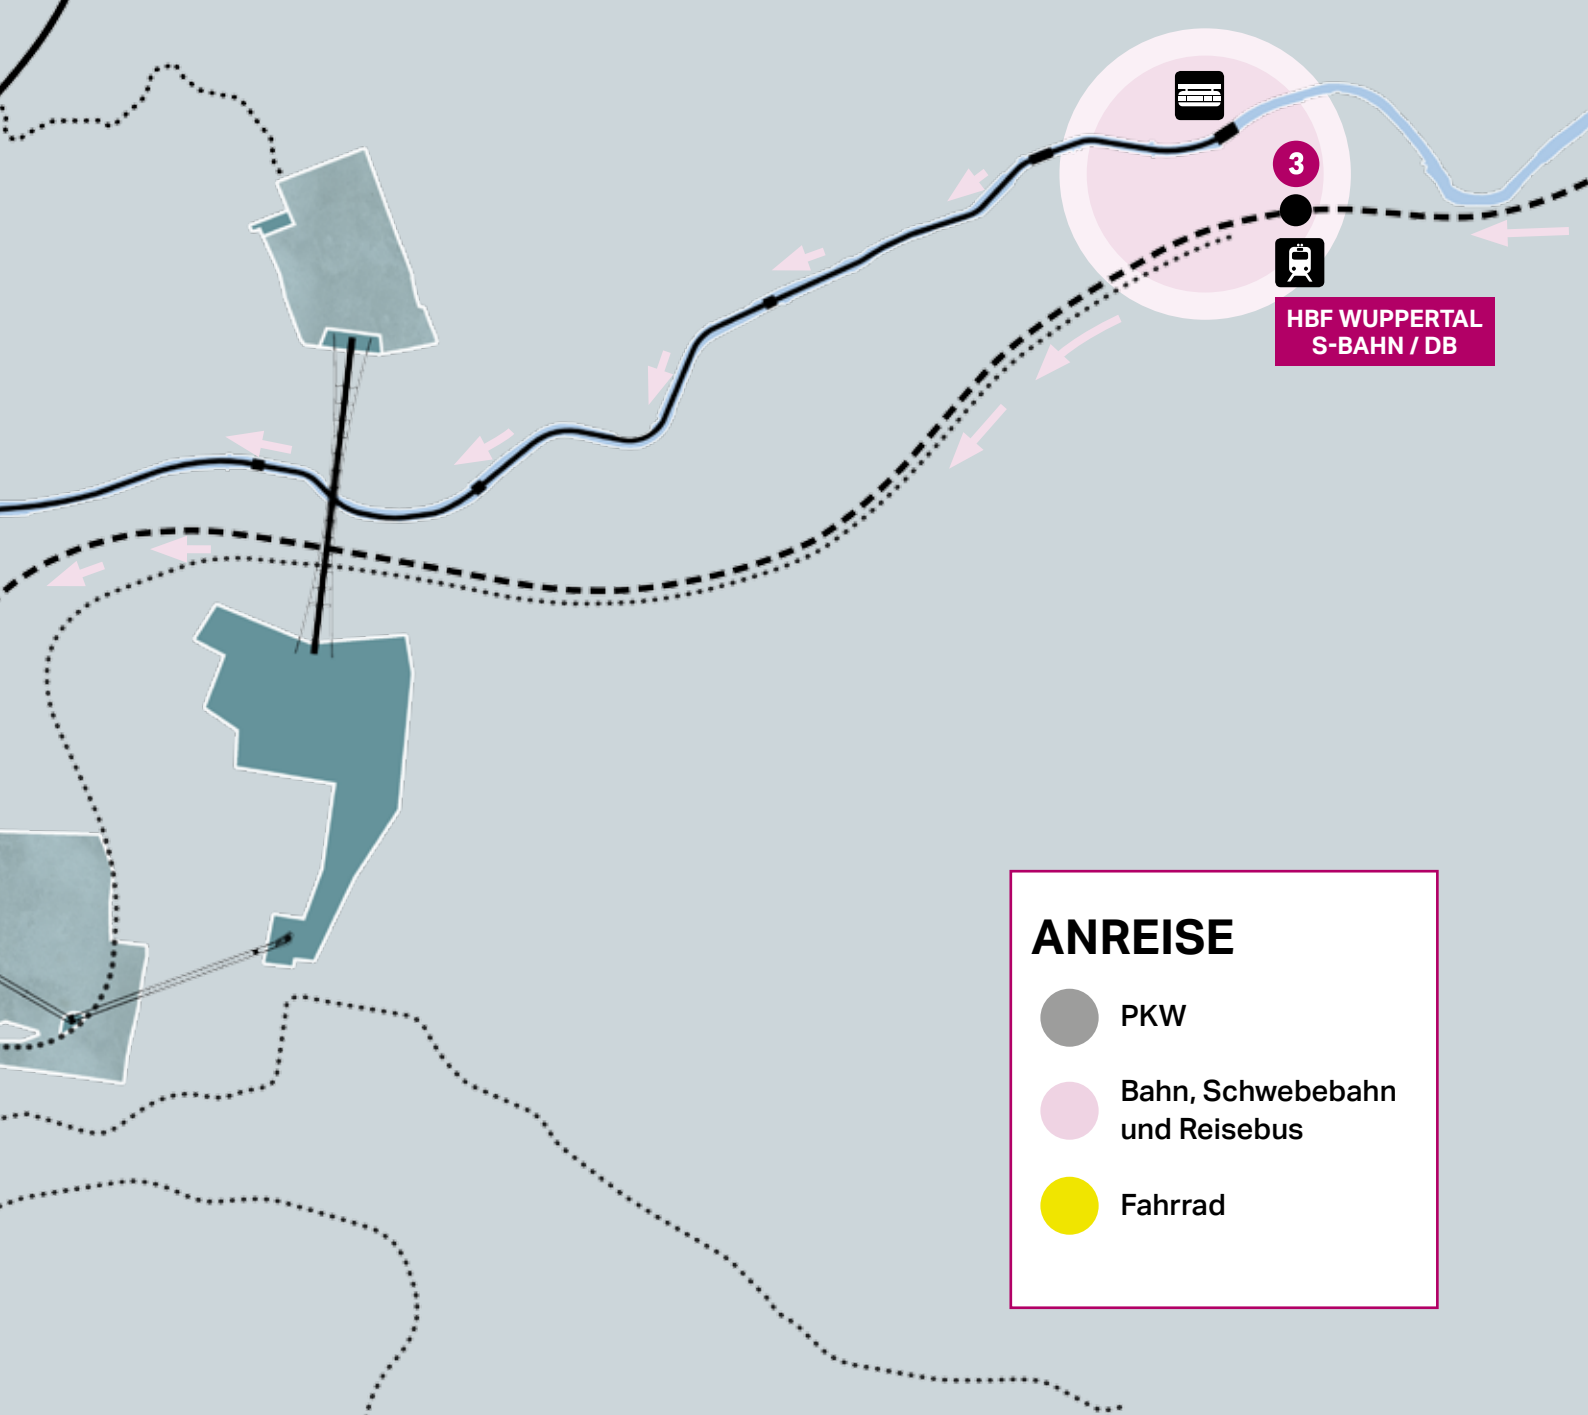 3
HBF WUPPERTAL
S-BAHN / DB
ANREISE
PKW
Bahn, Schwebebahn
und Reisebus
Fahrrad